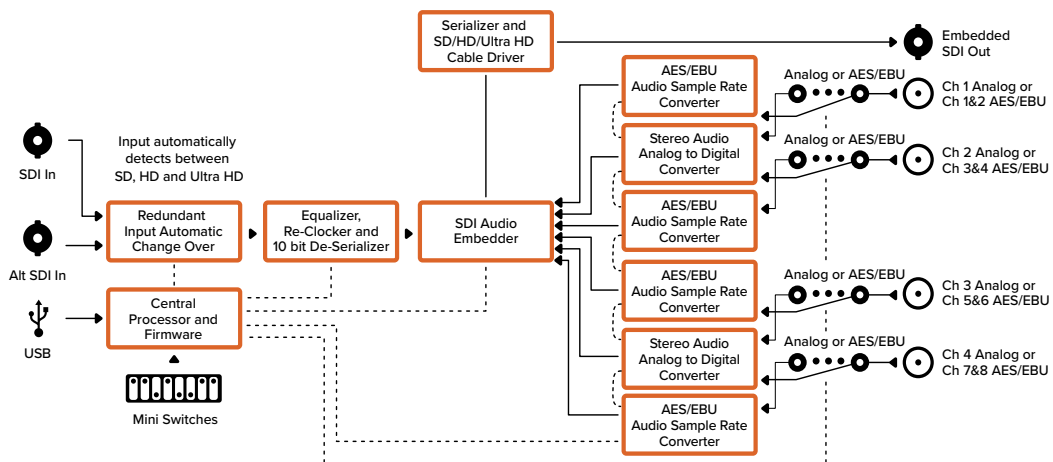 Serializer and
SD/HD/Ultra HD
Cable Driver
Embedded
SDI Out
SDI In
Input automatically
detects between
SD, HD and Ultra HD
Alt SDI In
Redundant
Input Automatic
Change Over
Equalizer,
Re-Clocker and
10 bit De-Serializer
SDI Audio
Embedder
USB
Central
Processor and
Firmware
Mini Switches
AES/EBU
Audio Sample Rate
Converter
Stereo Audio
Analog to Digital
Converter
AES/EBU
Audio Sample Rate
Converter
AES/EBU
Audio Sample Rate
Converter
Stereo Audio
Analog to Digital
Converter
AES/EBU
Audio Sample Rate
Converter
Analog or AES/EBU
Ch 1 Analog or
Ch 1&2 AES/EBU
Analog or AES/EBU
Ch 2 Analog or
Ch 3&4 AES/EBU
Analog or AES/EBU
Ch 3 Analog or
Ch 5&6 AES/EBU
Analog or AES/EBU
Ch 4 Analog or
Ch 7&8 AES/EBU